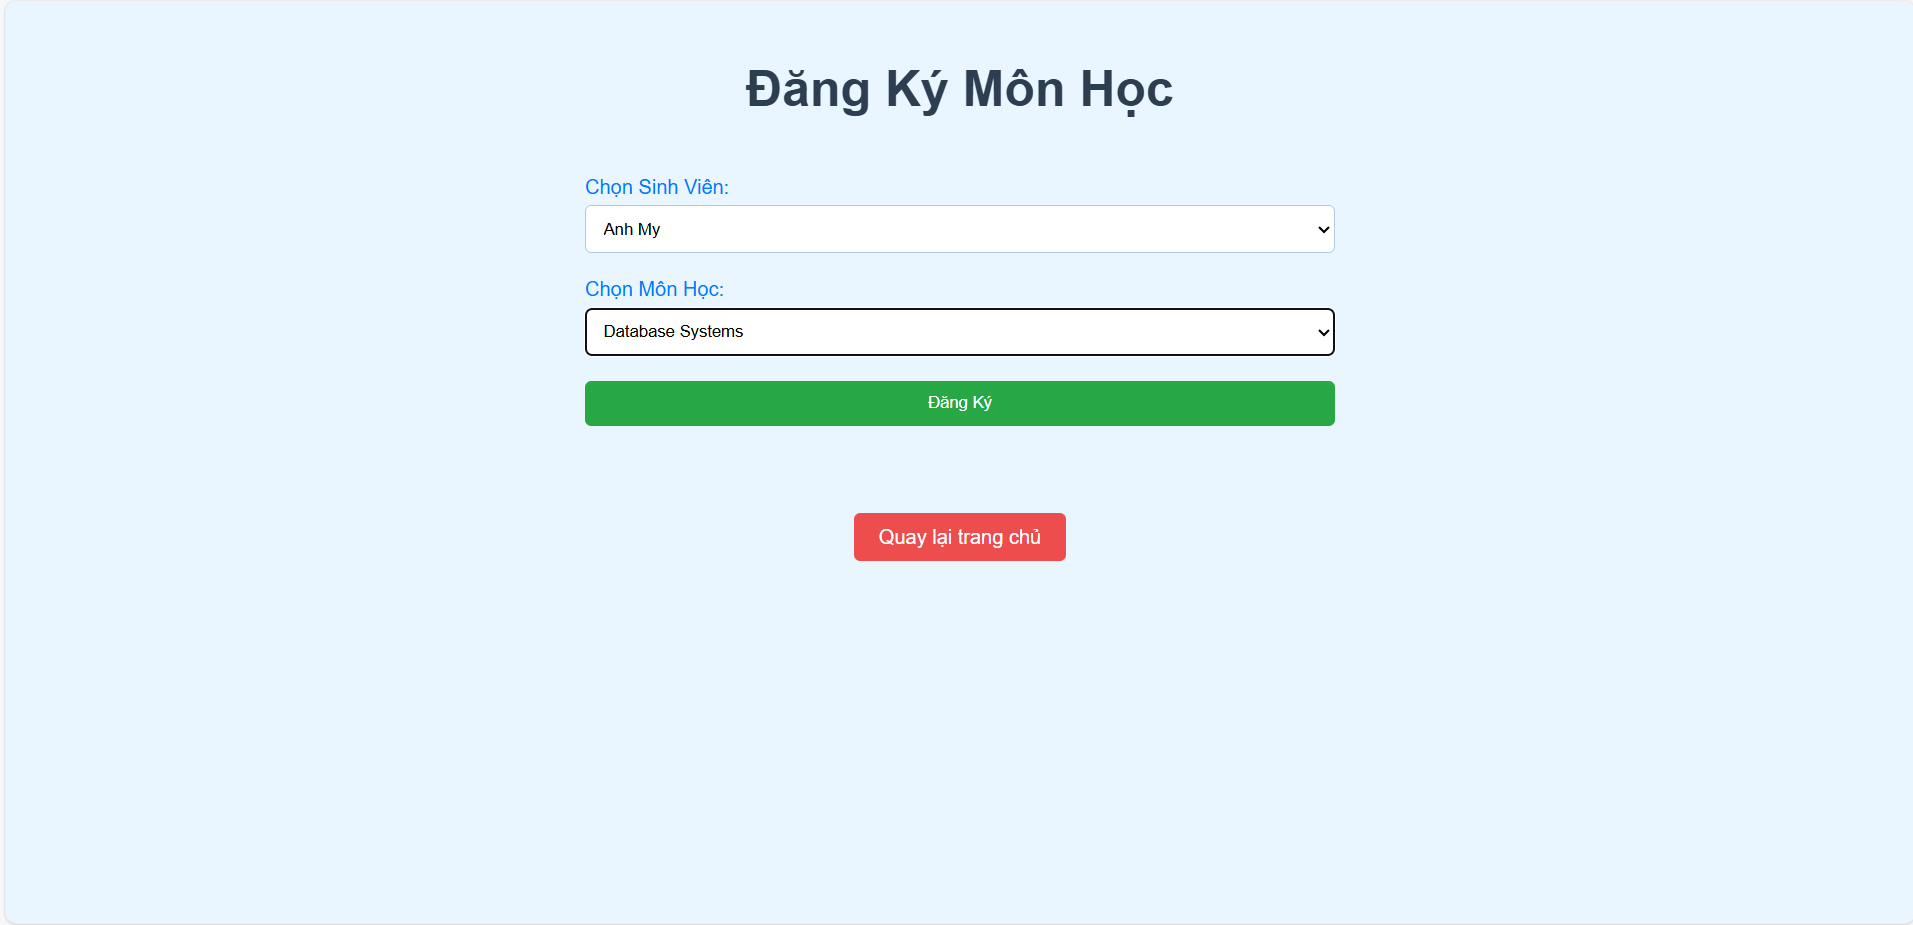 Đăng Ký Môn Học
Chọn Sinh Viên:
Anh My
Chọn Môn Học:
Database Systems
Đăng Ký
Quay lại trang chủ